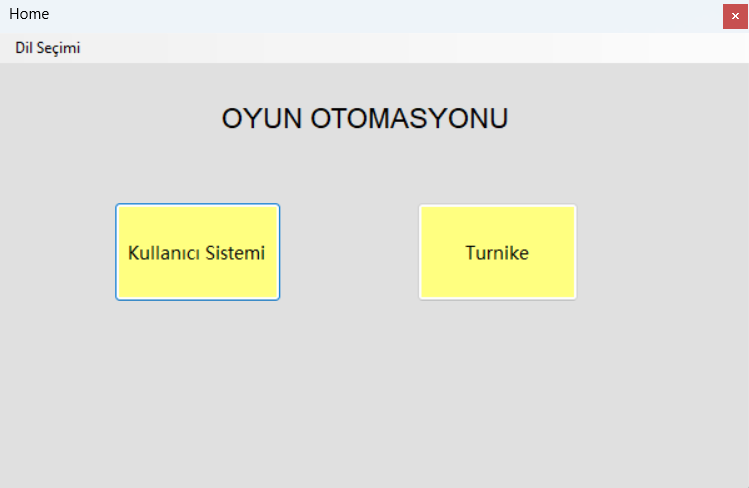 Home
Dil Seçimi
OYUN OTOMASYONU
Kullanıcı Sistemi
Turnike